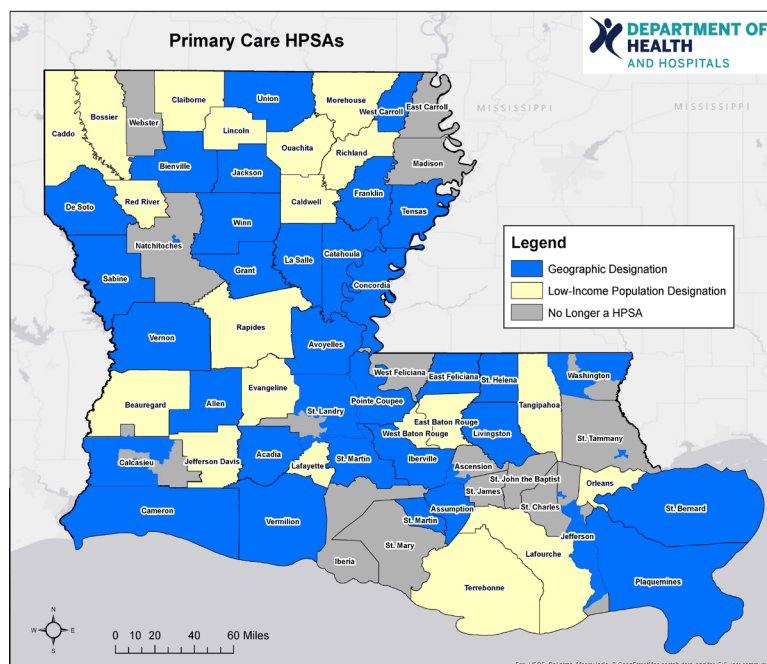 Primary Care HPSAs
DEPARTMENT OF
HEALTH
AND HOSPITALS
MISSISSIPPI
MISSISSIPPI
Caddo
Bossier
Webster
Claiborne
Union
Morehouse
West Carroll
East Carroll
Lincoln
Ouachita
Richland
Madison
Bienville
Jackson
Franklin
Tensas
De Soto
Red River
Caldwell
Winn
Natchitoches
La Salle
Catahoula
Sabine
Grant
Concordia
Legend
Geographic Designation
Low-Income Population Designation
No Longer a HPSA
Vernon
Rapides
Avoyelles
West Feliciana
East Feliciana
St. Helena
Washington
Beauregard
Allen
Evangeline
St. Landry
Pointe Coupee
Tangipahoa
East Baton Rouge
West Baton Rouge
Livingston
St. Tammany
Calcasieu
Jefferson Davis
Acadia
Lafayette
St. Martin
Iberville
Ascension
St. John the Baptist
St. James
St. Charles
Orleans
Cameron
Vermilion
St. Martin
Assumption
St. Bernard
Iberia
St. Mary
Jefferson
Lafourche
Terrebonne
Plaquemines
N
W E
S
0 10 20 40 60 Miles